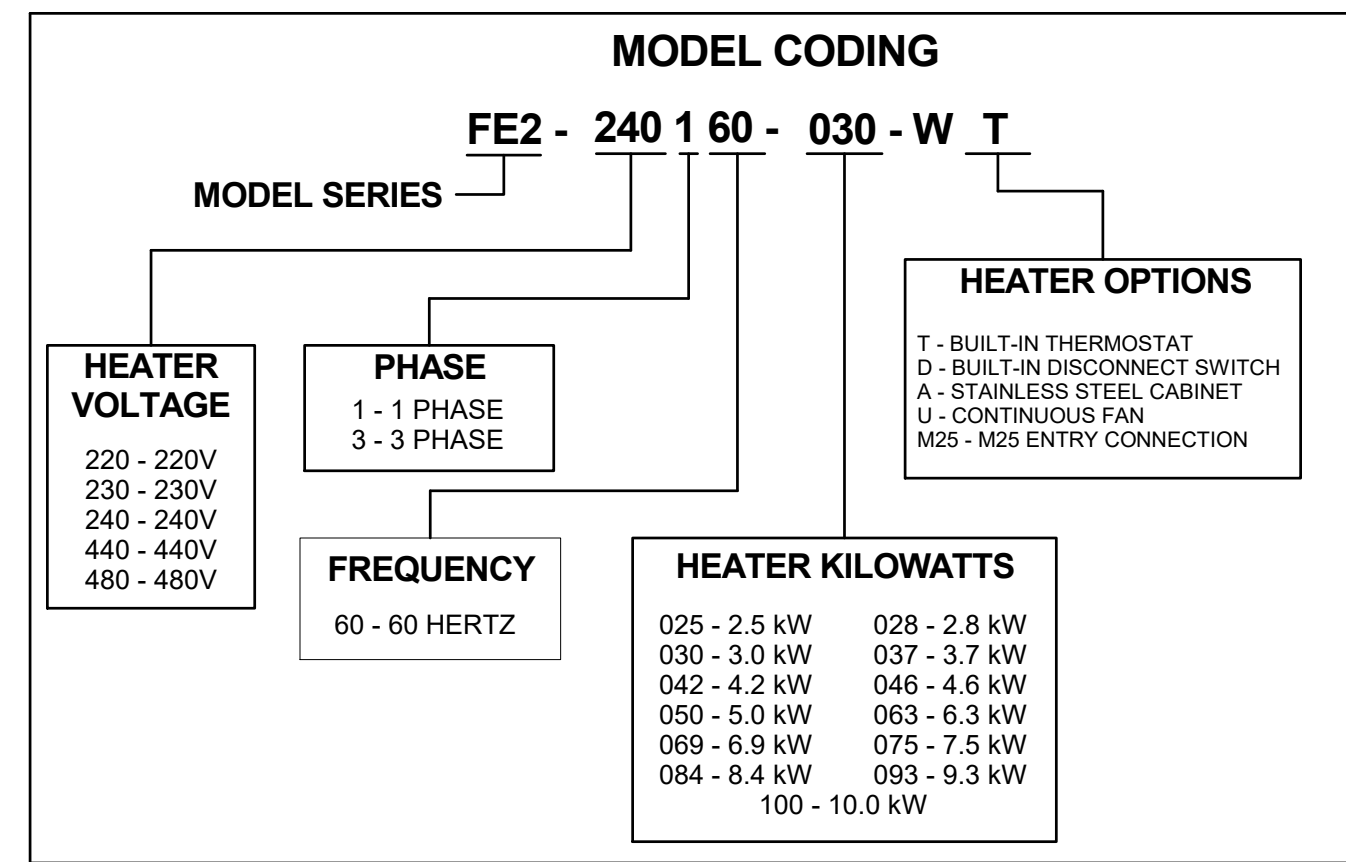 MODEL CODING
FE2 - 240 1 60 - 030 - W T
MODEL SERIES
HEATER OPTIONS
T - BUILT-IN THERMOSTAT
D - BUILT-IN DISCONNECT SWITCH
A - STAINLESS STEEL CABINET
U - CONTINUOUS FAN
M25 - M25 ENTRY CONNECTION
HEATER
VOLTAGE
220 - 220V
230 - 230V
240 - 240V
440 - 440V
480 - 480V
PHASE
1 - 1 PHASE
3 - 3 PHASE
FREQUENCY
60 - 60 HERTZ
HEATER KILOWATTS
025 - 2.5 kW 028 - 2.8 kW
030 - 3.0 kW 037 - 3.7 kW
042 - 4.2 kW 046 - 4.6 kW
050 - 5.0 kW 063 - 6.3 kW
069 - 6.9 kW 075 - 7.5 kW
084 - 8.4 kW 093 - 9.3 kW
100 - 10.0 kW